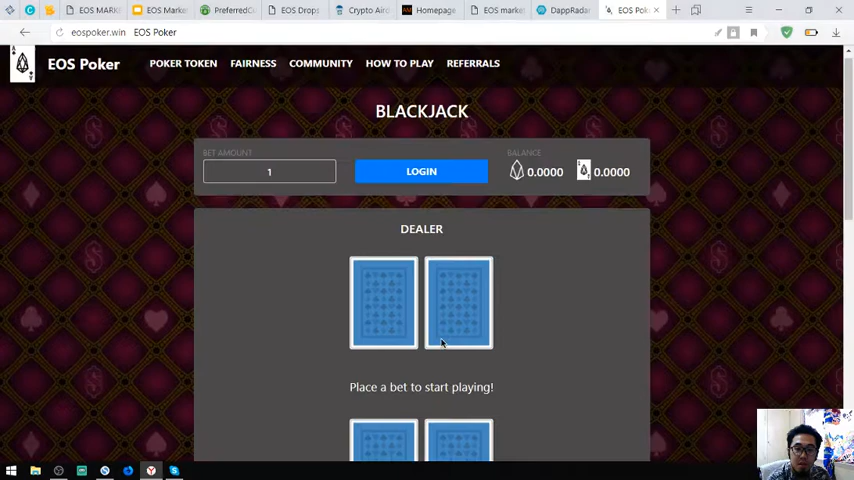 EOS MARKE
EOS Marke
PreferredC
EOS Drops
Crypto Airc
Homepage
EOS market
DappRadar
EOS Pok
eospoker.win EOS Poker
EOS Poker
POKER TOKEN
FAIRNESS
COMMUNITY
HOW TO PLAY
REFERRALS
BLACKJACK
BET AMOUNT
BALANCE
1
LOGIN
0.0000
0.0000
DEALER
Place a bet to start playing!